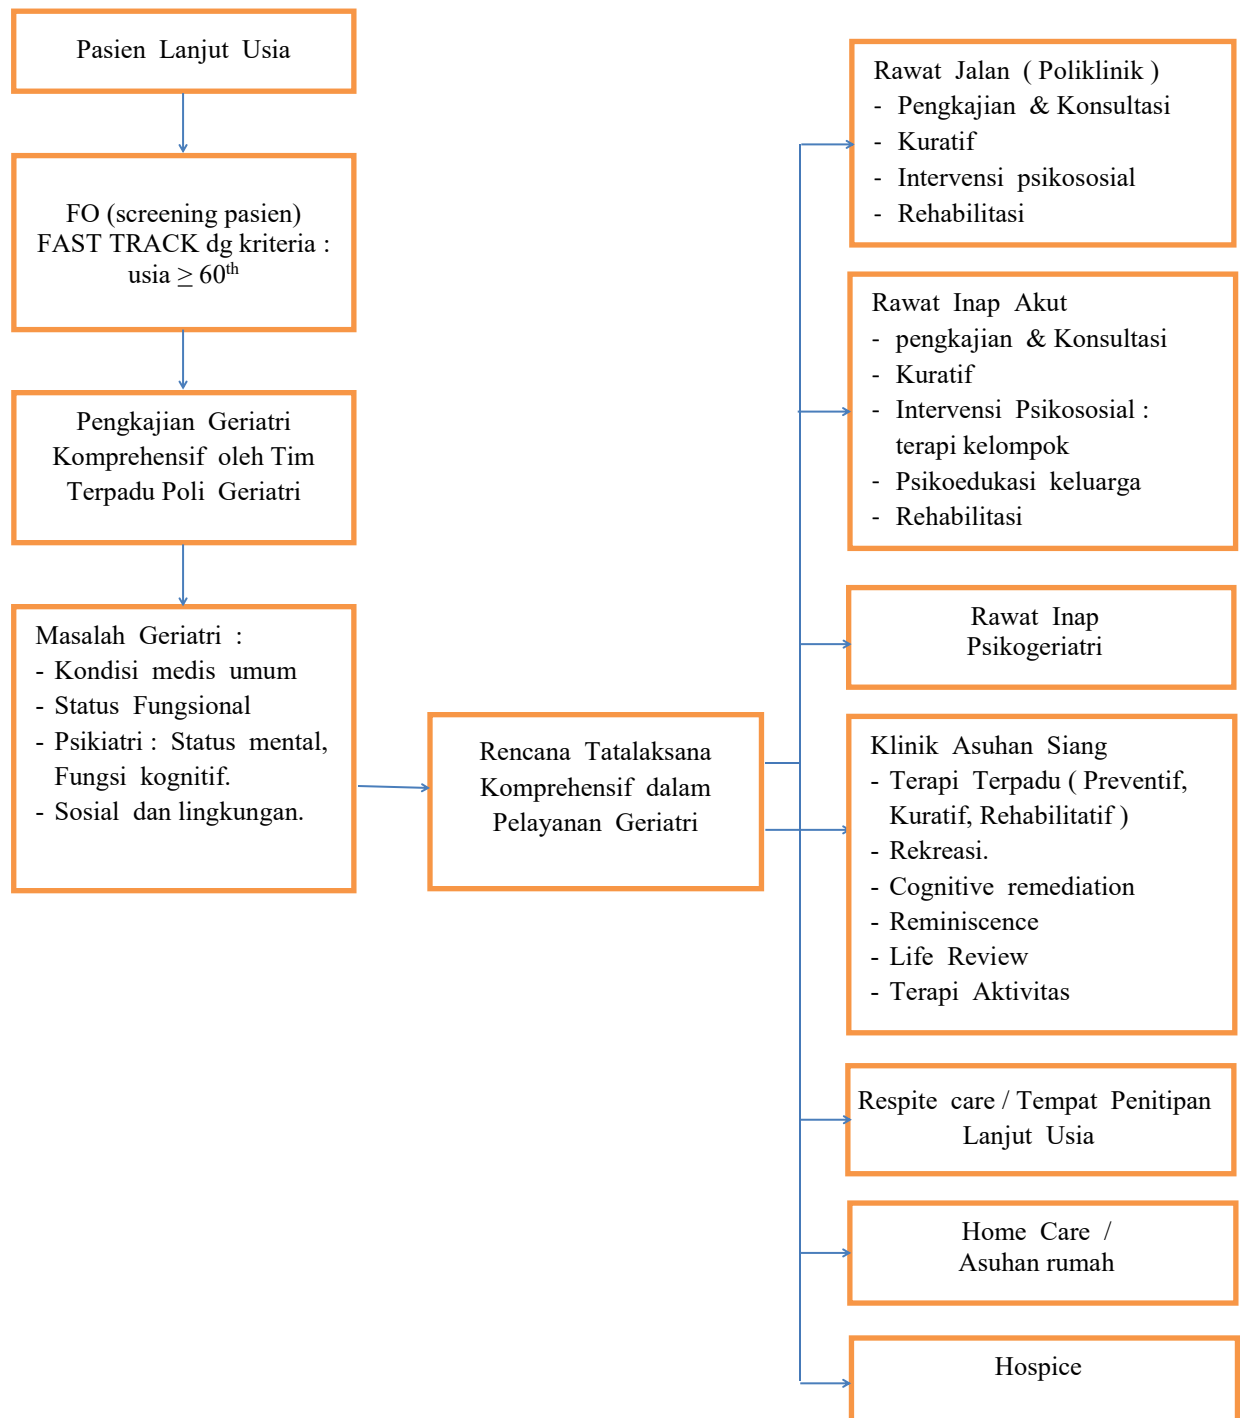 Pasien Lanjut Usia
FO (screening pasien)
FAST TRACK dg kriteria :
usia ≥ 60th
Pengkajian Geriatri
Komprehensif oleh Tim
Terpadu Poli Geriatri
Masalah Geriatri :
- Kondisi medis umum
- Status Fungsional
- Psikiatri : Status mental,
Fungsi kognitif.
- Sosial dan lingkungan.
Rencana Tatalaksana
Komprehensif dalam
Pelayanan Geriatri
Rawat Jalan ( Poliklinik )
- Pengkajian & Konsultasi
- Kuratif
- Intervensi psikososial
- Rehabilitasi
Rawat Inap Akut
- pengkajian & Konsultasi
- Kuratif
- Intervensi Psikososial :
terapi kelompok
- Psikoedukasi keluarga
- Rehabilitasi
Rawat Inap
Psikogeriatri
Klinik Asuhan Siang
- Terapi Terpadu ( Preventif,
Kuratif, Rehabilitatif )
- Rekreasi.
- Cognitive remediation
- Reminiscence
- Life Review
- Terapi Aktivitas
Respite care / Tempat Penitipan
Lanjut Usia
Home Care /
Asuhan rumah
Hospice